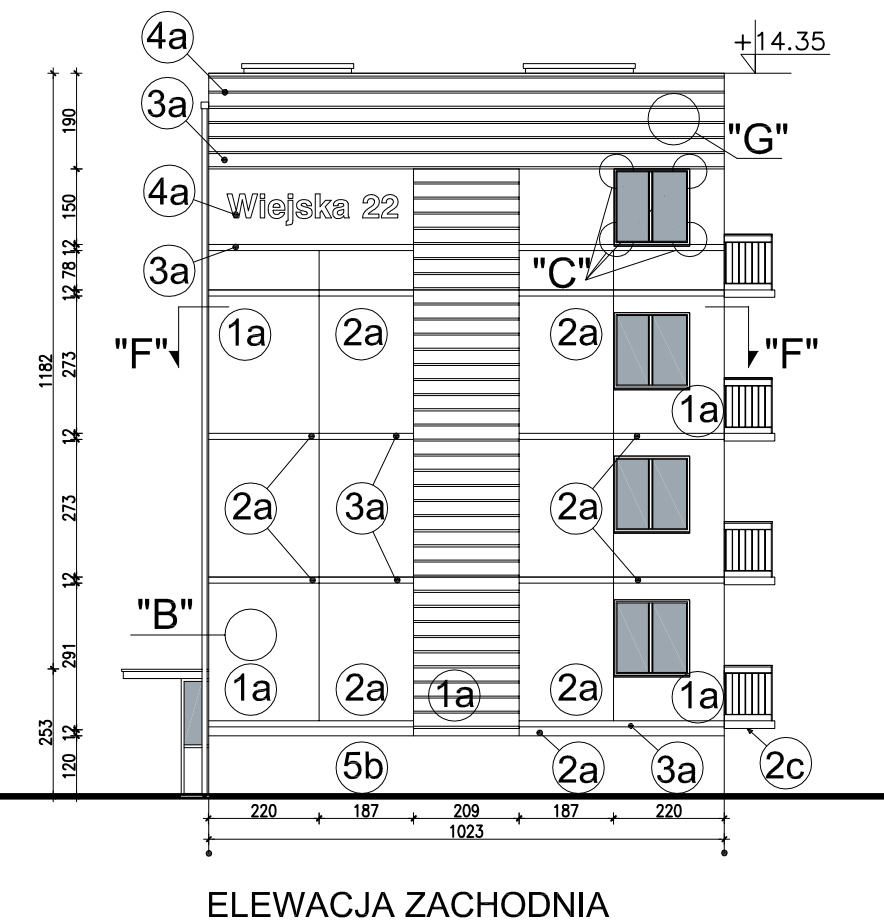 4a
+14.35
3a
"G"
190
4a
Wiejska 22
150
3a
"C"
12
78
12
"F"
1a
2a
2a
"F"
1182
273
1a
12
2a
3a
2a
273
12
"B"
291
1a
2a
1a
2a
1a
253
12
120
5b
2a
3a
2c
220 187 209 187 220
1023
ELEWACJA ZACHODNIA